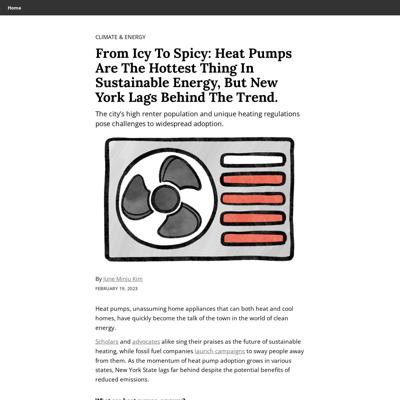 Home
CLIMATE & ENERGY
From Icy To Spicy: Heat Pumps
Are The Hottest Thing In
Sustainable Energy, But New
York Lags Behind The Trend.
The city's high renter population and unique heating regulations
pose challenges to widespread adoption.
By June Minju Kim
FEBRUARY 19, 2023
Heat pumps, unassuming home appliances that can both heat and cool
homes, have quickly become the talk of the town in the world of clean
energy.
Scholars and advocates alike sing their praises as the future of sustainable
heating, while fossil fuel companies launch campaigns to sway people away
from them. As the momentum of heat pump adoption grows in various
states, New York State lags far behind despite the potential benefits of
reduced emissions.